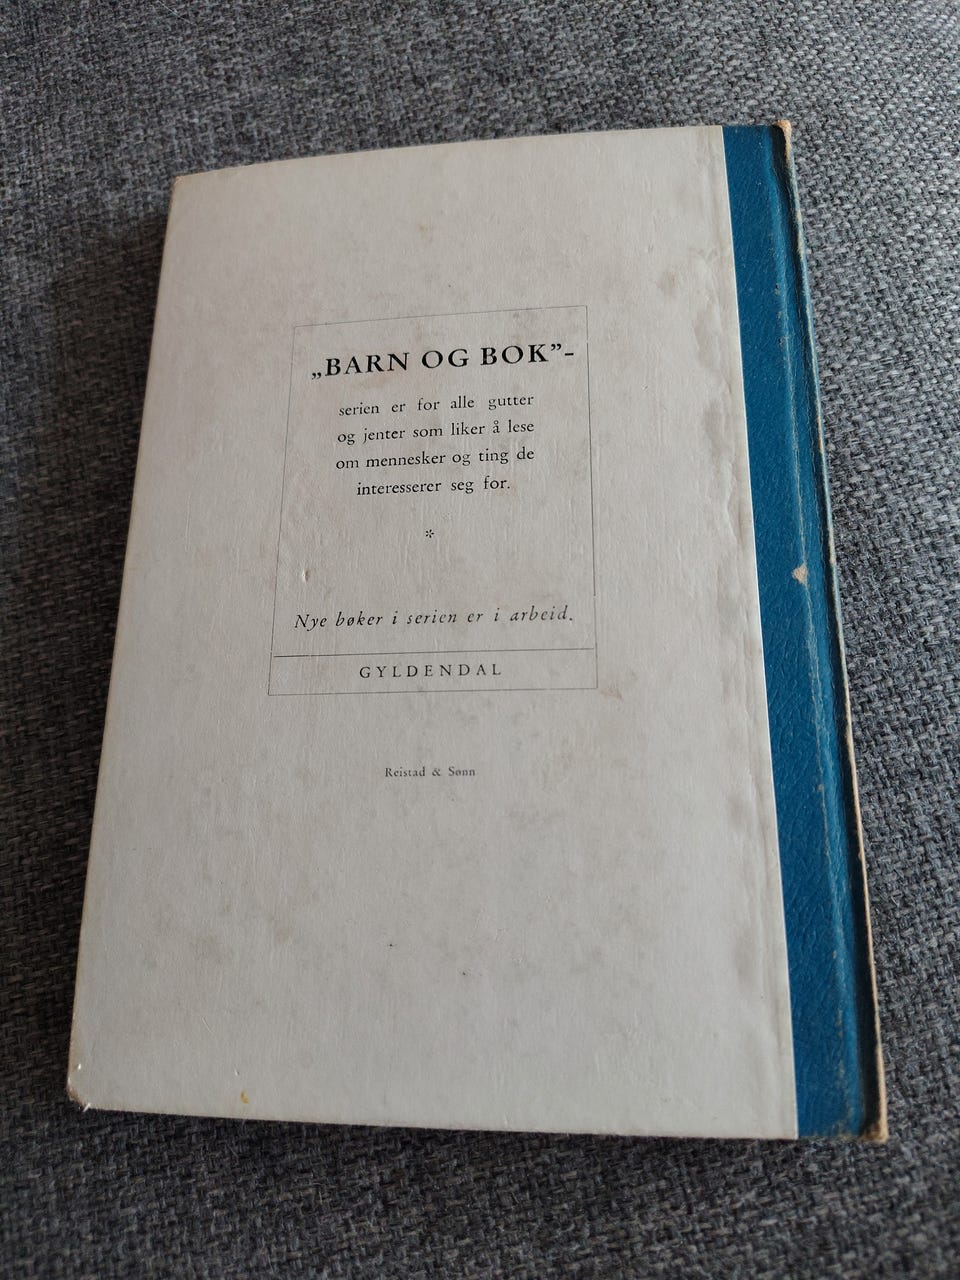 „BARN OG BOK”-
serien er for alle gutter
og jenter som liker å lese
om mennesker og ting de
interesserer seg for.
*
Nye bøker i serien er i arbeid.
GYLDENDAL
Reistad & Sønn